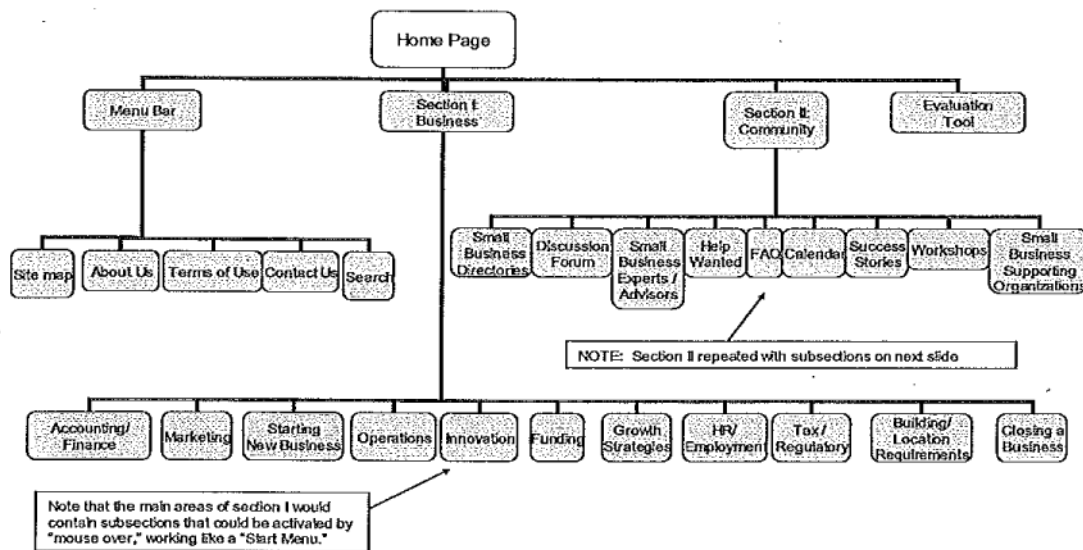 Home Page
Menu Bar
Section I:
Business
Section II:
Community
Evaluation
Tool
Site map
About Us
Terms of Use
Contact Us
Search
Small
Business
Directories
Discussion
Forum
Small
Business
Experts /
Advisors
Help
Wanted
FAQ
Calendar
Success
Stories
Workshops
Small
Business
Supporting
Organizations
NOTE: Section II repeated with subsections on next slide
Accounting/
Finance
Marketing
Starting
New Business
Operations
Innovation
Funding
Growth
Strategies
HR/
Employment
Tax /
Regulatory
Building/
Location
Requirements
Closing a
Business
Note that the main areas of section I would
contain subsections that could be activated by
"mouse over," working like a "Start Menu."